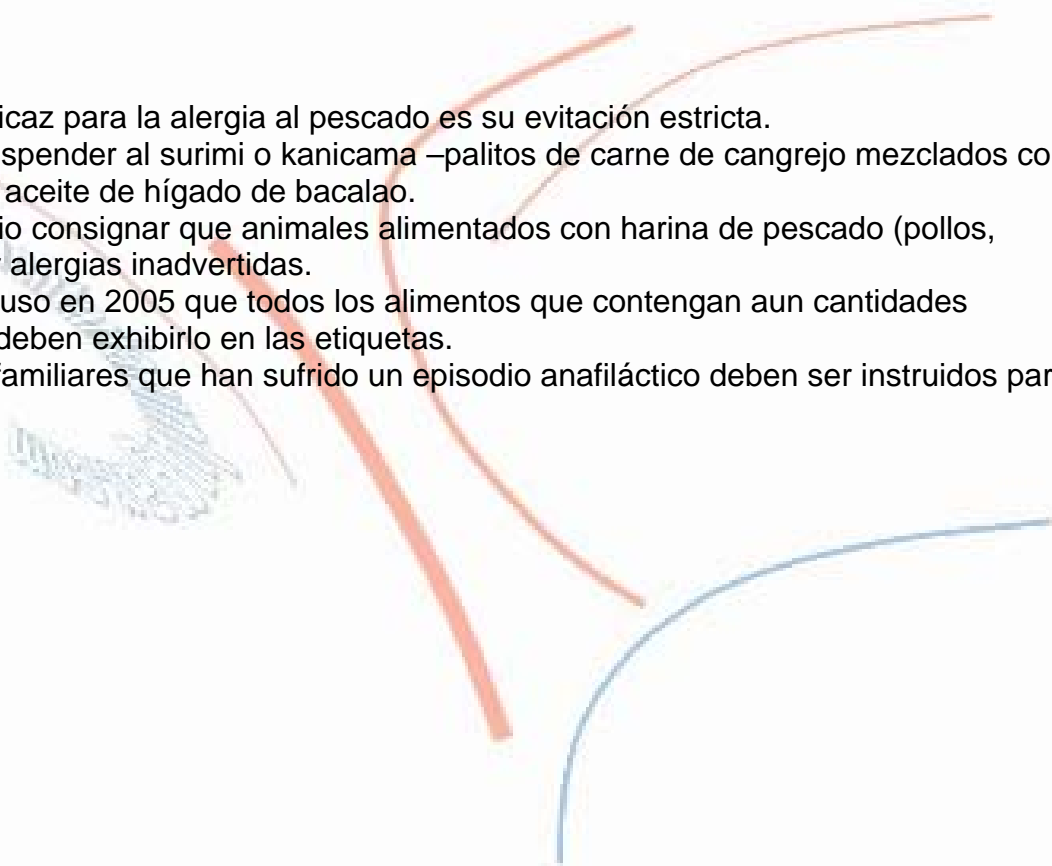 icaz para la alergia al pescado es su evitación estricta.
spender al surimi o kanicama –palitos de carne de cangrejo mezclados co
aceite de hígado de bacalao.
io consignar que animales alimentados con harina de pescado (pollos,
alergias inadvertidas.
uso en 2005 que todos los alimentos que contengan aun cantidades
deben exhibirlo en las etiquetas.
familiares que han sufrido un episodio anafiláctico deben ser instruidos par